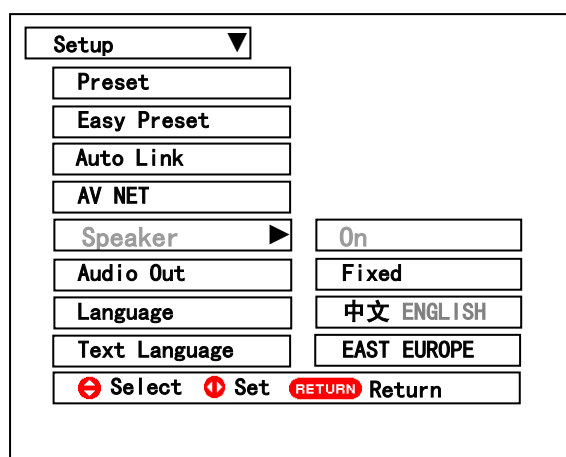 Setup ▼
Preset
Easy Preset
Auto Link
AV NET
Speaker ▶ On
Audio Out Fixed
Language 中文 ENGLISH
Text Language EAST EUROPE
Select Set RETURN Return